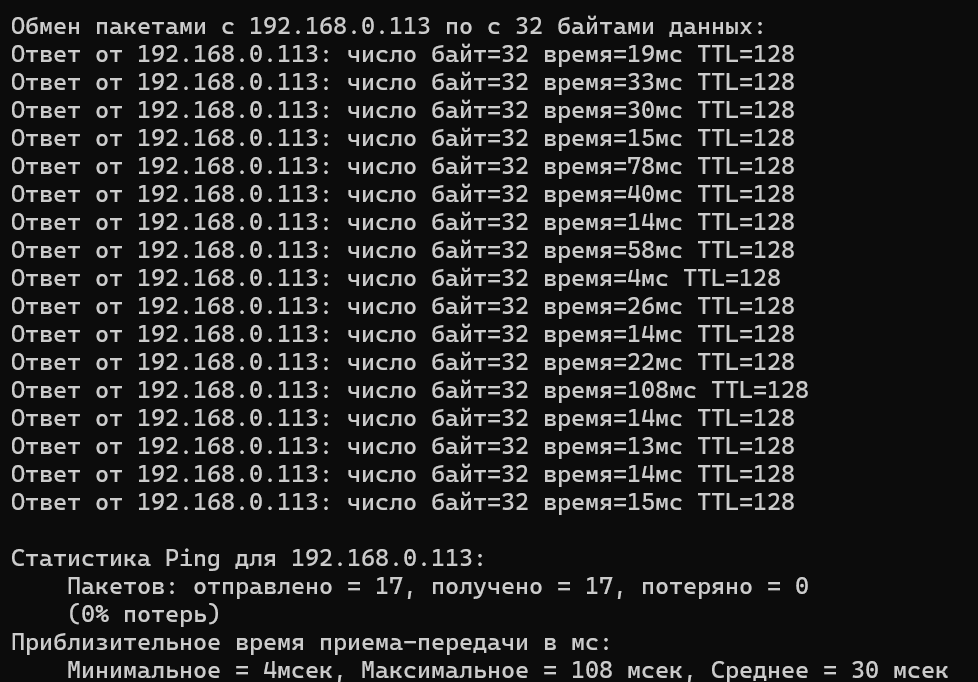 Обмен пакетами с 192.168.0.113 по с 32 байтами данных:
Ответ от 192.168.0.113: число байт=32 время=19мс TTL=128
Ответ от 192.168.0.113: число байт=32 время=33мс TTL=128
Ответ от 192.168.0.113: число байт=32 время=30мс TTL=128
Ответ от 192.168.0.113: число байт=32 время=15мс TTL=128
Ответ от 192.168.0.113: число байт=32 время=78мс TTL=128
Ответ от 192.168.0.113: число байт=32 время=40мс TTL=128
Ответ от 192.168.0.113: число байт=32 время=14мс TTL=128
Ответ от 192.168.0.113: число байт=32 время=58мс TTL=128
Ответ от 192.168.0.113: число байт=32 время=4мс TTL=128
Ответ от 192.168.0.113: число байт=32 время=26мс TTL=128
Ответ от 192.168.0.113: число байт=32 время=14мс TTL=128
Ответ от 192.168.0.113: число байт=32 время=22мс TTL=128
Ответ от 192.168.0.113: число байт=32 время=108мс TTL=128
Ответ от 192.168.0.113: число байт=32 время=14мс TTL=128
Ответ от 192.168.0.113: число байт=32 время=13мс TTL=128
Ответ от 192.168.0.113: число байт=32 время=14мс TTL=128
Ответ от 192.168.0.113: число байт=32 время=15мс TTL=128

Статистика Ping для 192.168.0.113:
    Пакетов: отправлено = 17, получено = 17, потеряно = 0
    (0% потерь)
Приблизительное время приема-передачи в мс:
    Минимальное = 4мсек, Максимальное = 108 мсек, Среднее = 30 мсек